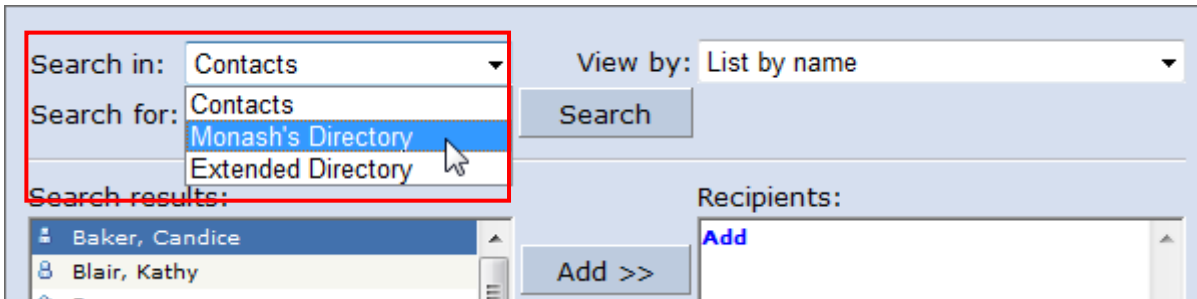 Search in: Contacts View by: List by name
Search for: Contacts Search
Monash's Directory
Extended Directory
Search results: Recipients:
Baker, Candice Add
Blair, Kathy Add >>